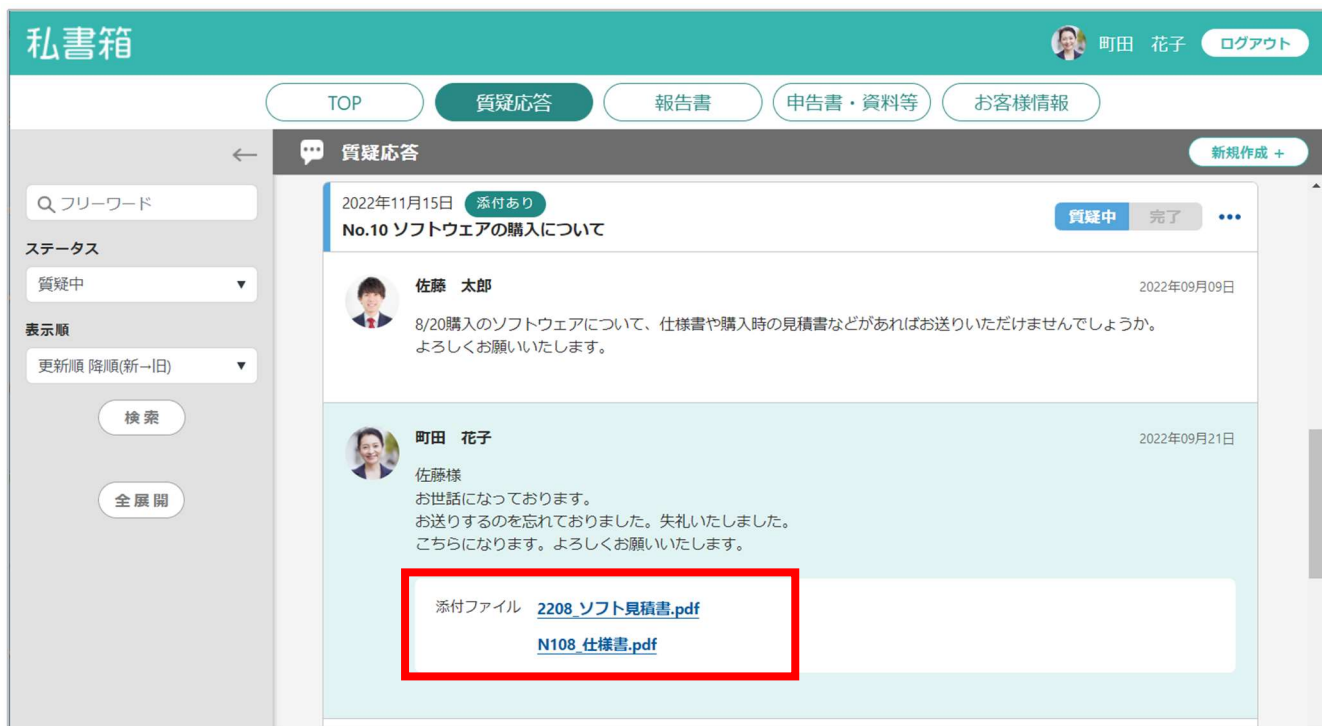 私書箱
町田 花子 ログアウト
TOP 質疑応答 報告書 申告書・資料等 お客様情報
←
質疑応答 新規作成 +
フリーワード
ステータス
質疑中 ▼
表示順
更新順 降順(新→旧) ▼
検索
全展開
2022年11月15日 添付あり
No.10 ソフトウェアの購入について
質疑中 完了 •••
佐藤 太郎 2022年09月09日
8/20購入のソフトウェアについて、仕様書や購入時の見積書などがあればお送りいただけませんでしょうか。
よろしくお願いいたします。
町田 花子 2022年09月21日
佐藤様
お世話になっております。
お送りするのを忘れておりました。失礼いたしました。
こちらになります。よろしくお願いいたします。
添付ファイル 2208_ソフト見積書.pdf
N108_仕様書.pdf